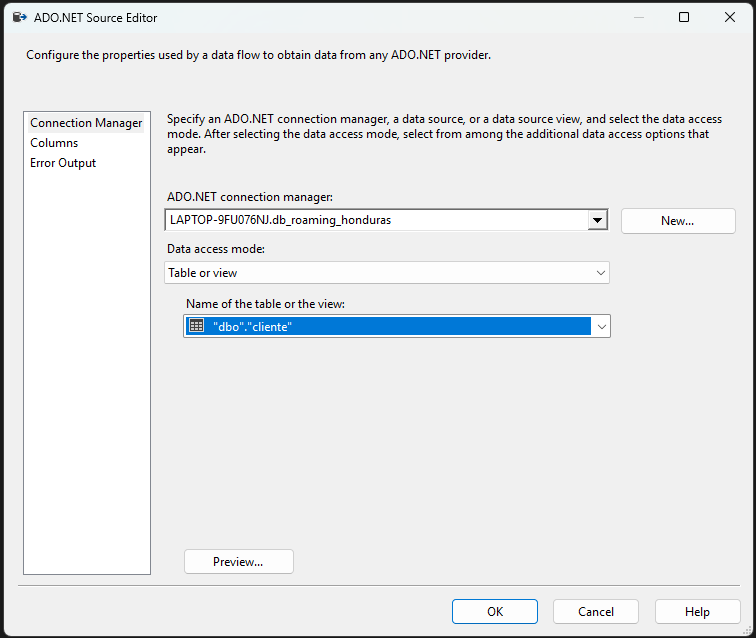 ADO.NET Source Editor
Configure the properties used by a data flow to obtain data from any ADO.NET provider.
Connection Manager
Columns
Error Output
Specify an ADO.NET connection manager, a data source, or a data source view, and select the data access
mode. After selecting the data access mode, select from among the additional data access options that
appear.
ADO.NET connection manager:
LAPTOP-9FU076NJ.db_roaming_honduras
New...
Data access mode:
Table or view
Name of the table or the view:
"dbo"."cliente"
Preview...
OK
Cancel
Help